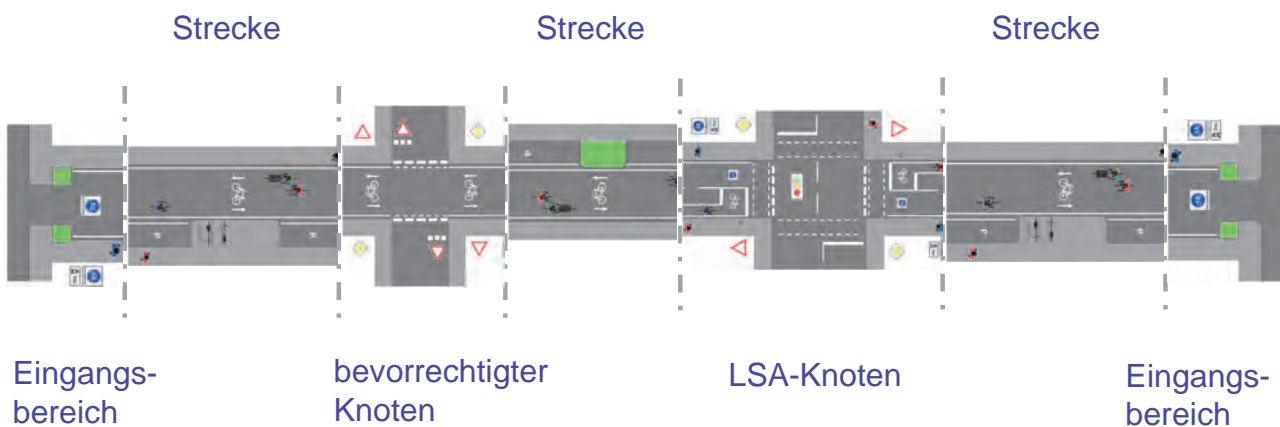 Strecke
Strecke
Strecke
Eingangs-
bereich
bevorrechtigter
Knoten
LSA-Knoten
Eingangs-
bereich